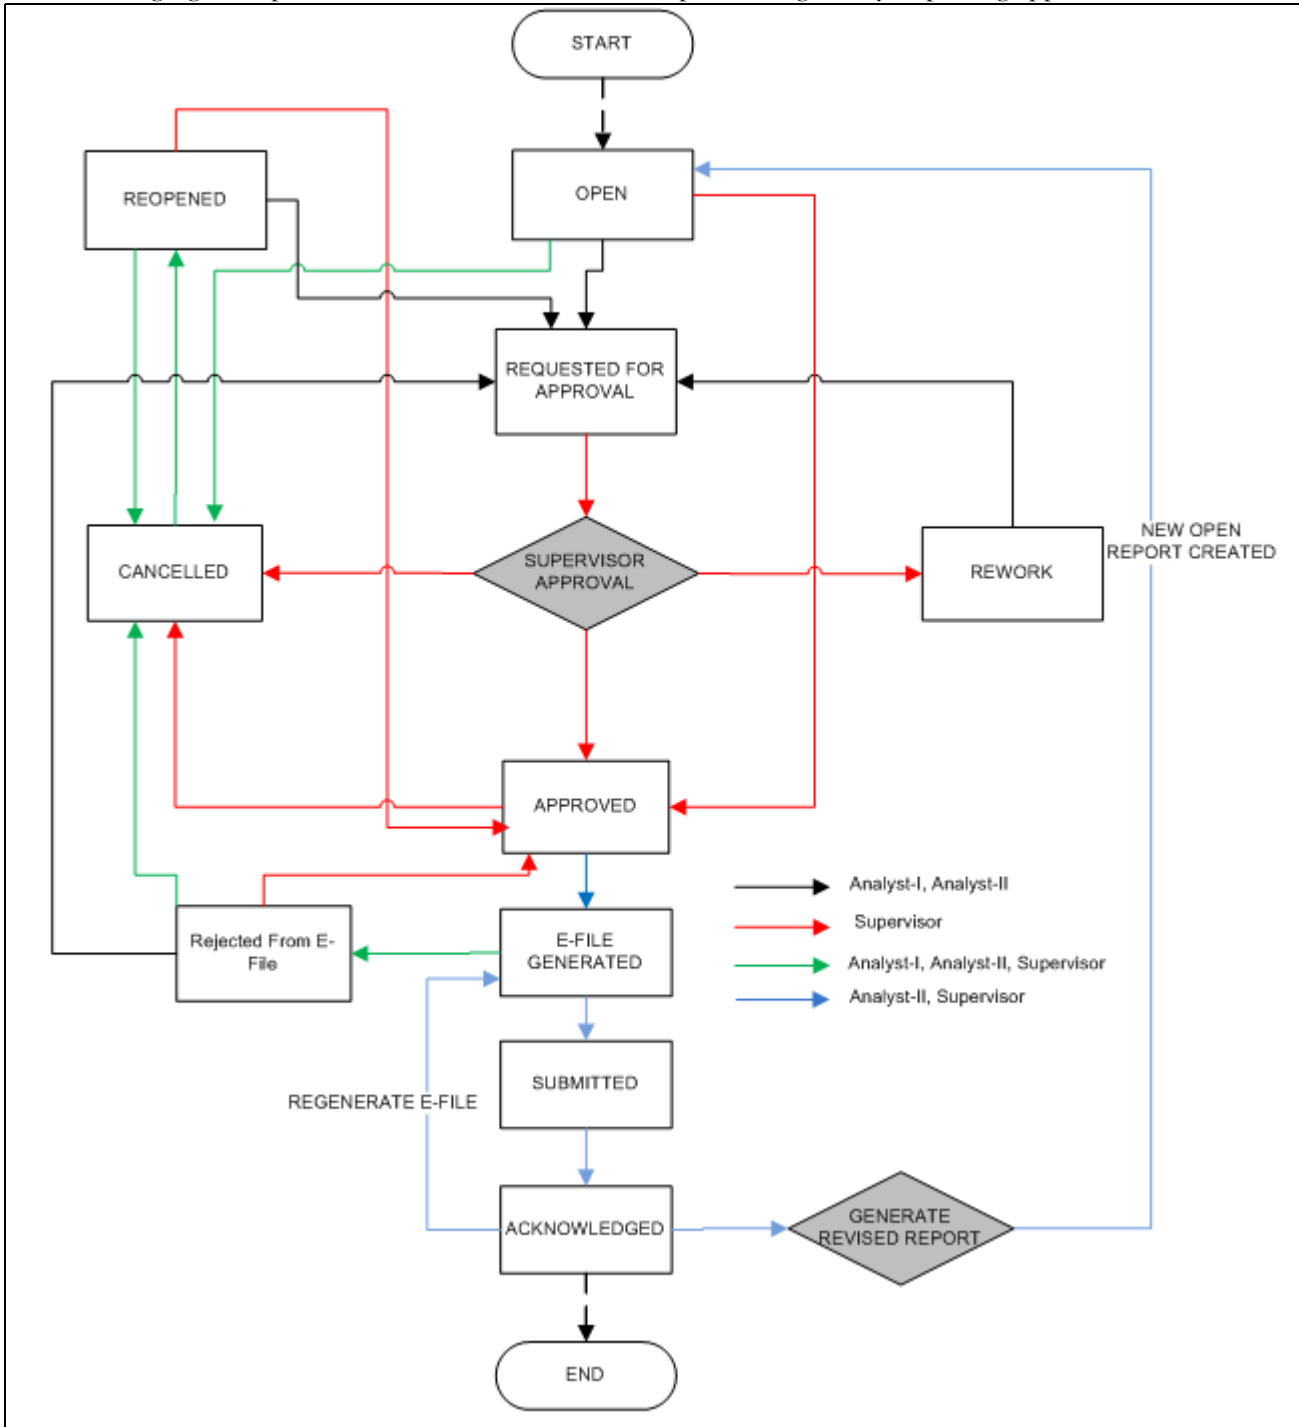 START
REOPENED
OPEN
REQUESTED FOR
APPROVAL
NEW OPEN
REPORT CREATED
CANCELLED
SUPERVISOR
APPROVAL
REWORK
APPROVED
Analyst-I, Analyst-II
Supervisor
Analyst-I, Analyst-II, Supervisor
Analyst-II, Supervisor
Rejected From E-
File
E-FILE
GENERATED
SUBMITTED
REGENERATE E-FILE
ACKNOWLEDGED
GENERATE
REVISED REPORT
END